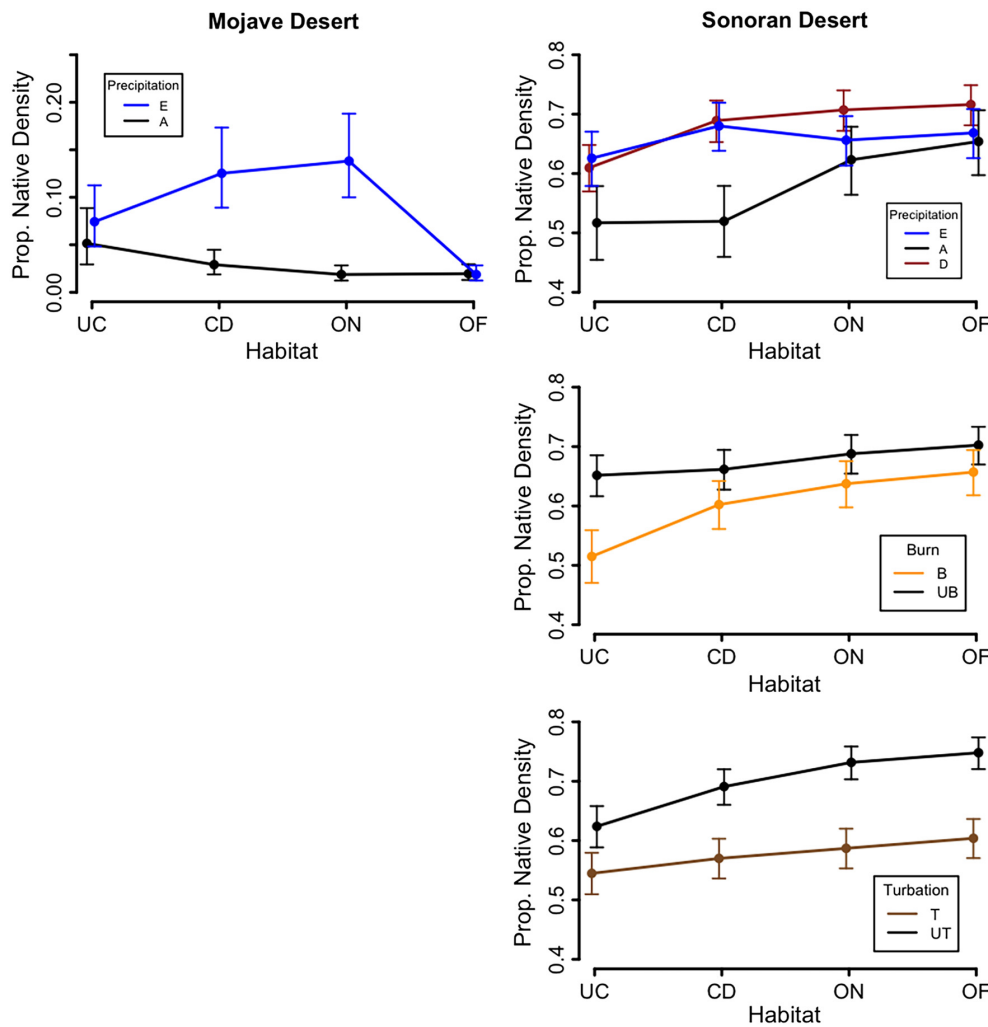 Mojave Desert
Prop. Native Density
0.00 0.10 0.20
Precipitation
E
A
UC CD ON OF
Habitat
Sonoran Desert
Prop. Native Density
0.4 0.5 0.6 0.7 0.8
Precipitation
E
A
D
UC CD ON OF
Habitat
Prop. Native Density
0.4 0.5 0.6 0.7 0.8
Burn
B
UB
UC CD ON OF
Habitat
Prop. Native Density
0.4 0.5 0.6 0.7 0.8
Turbation
T
UT
UC CD ON OF
Habitat